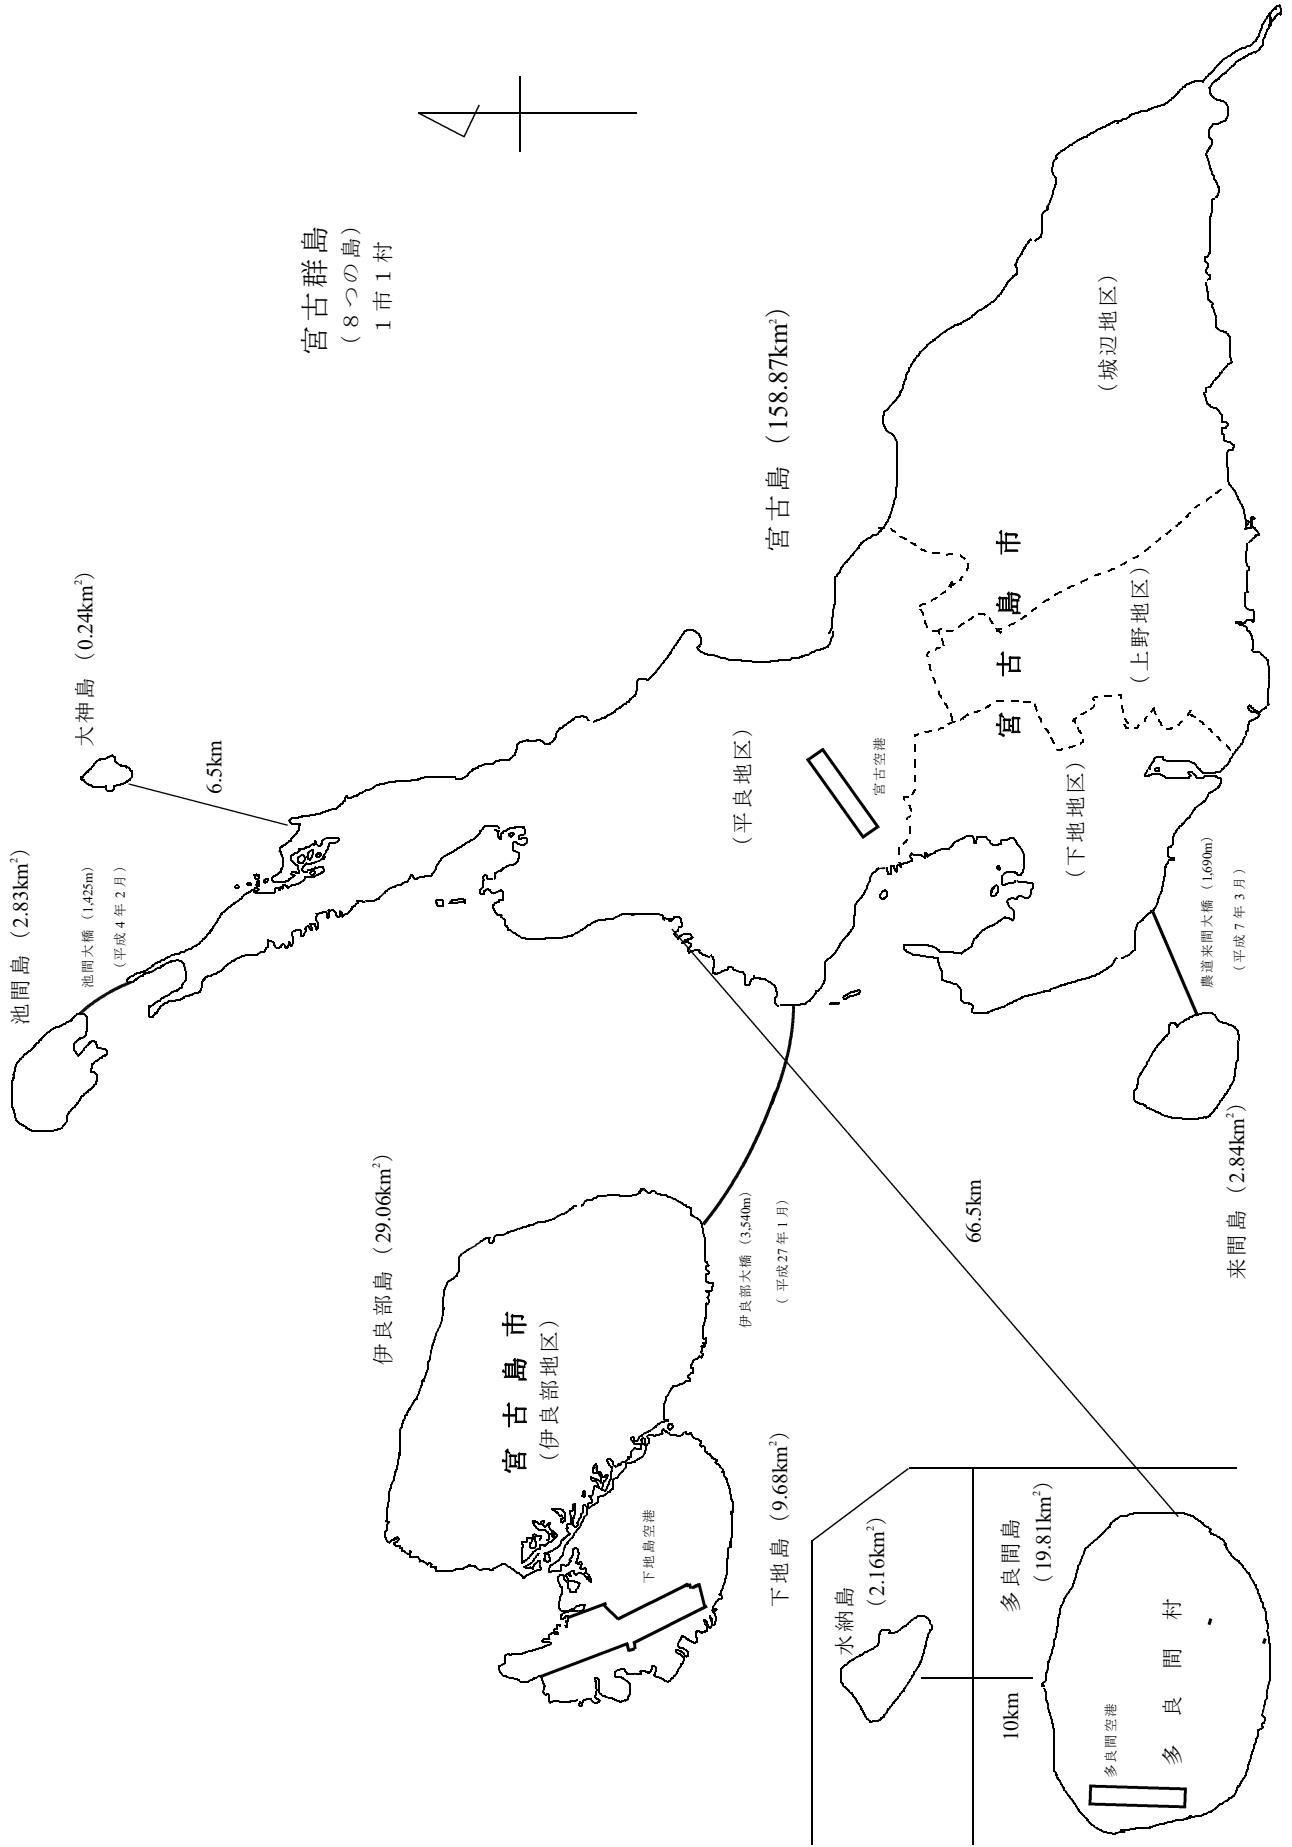 宮古群島
（８つの島）
１市１村
池間島（2.83km²）
池間大橋（1,425m）
（平成４年２月）
大神島（0.24km²）
6.5km
宮古島（158.87km²）
（平良地区）
宮古空港
（城辺地区）
宮古島市
（上野地区）
（下地地区）
農道来間大橋（1,690m）
（平成７年３月）
来間島（2.84km²）
伊良部島（29.06km²）
宮古島市
（伊良部地区）
伊良部大橋（3,540m）
（平成27年１月）
下地島空港
下地島（9.68km²）
66.5km
水納島
（2.16km²）
10km
多良間島
（19.81km²）
多良間空港
多良間村